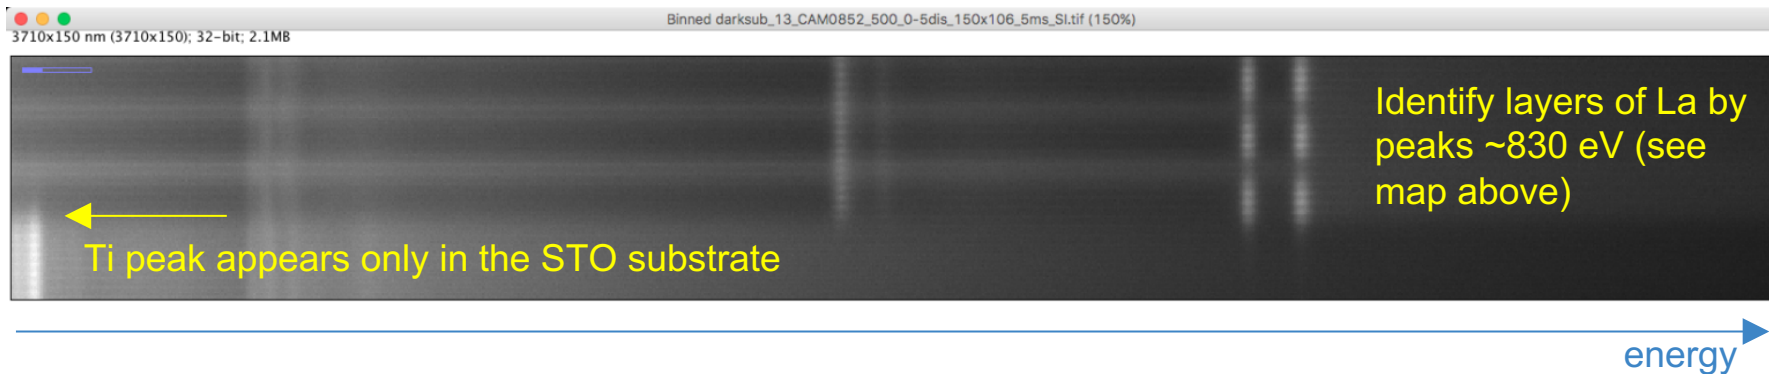 Binned darksub_13_CAM0852_500_0-5dis_150x106_5ms_SI.tif (150%)
3710x150 nm (3710x150); 32-bit; 2.1MB
Identify layers of La by
peaks ~830 eV (see
map above)
Ti peak appears only in the STO substrate
energy